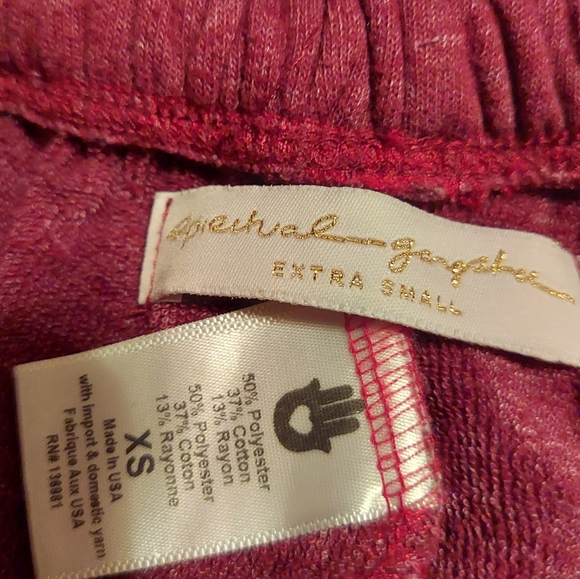 spiritual gangster
EXTRA SMALL
50% Polyester
37% Cotton
13% Rayon
50% Polyester
37% Coton
13% Rayonne
XS
Made In USA
with import & domestic yarn
Fabrique Aux USA
RN# 138881